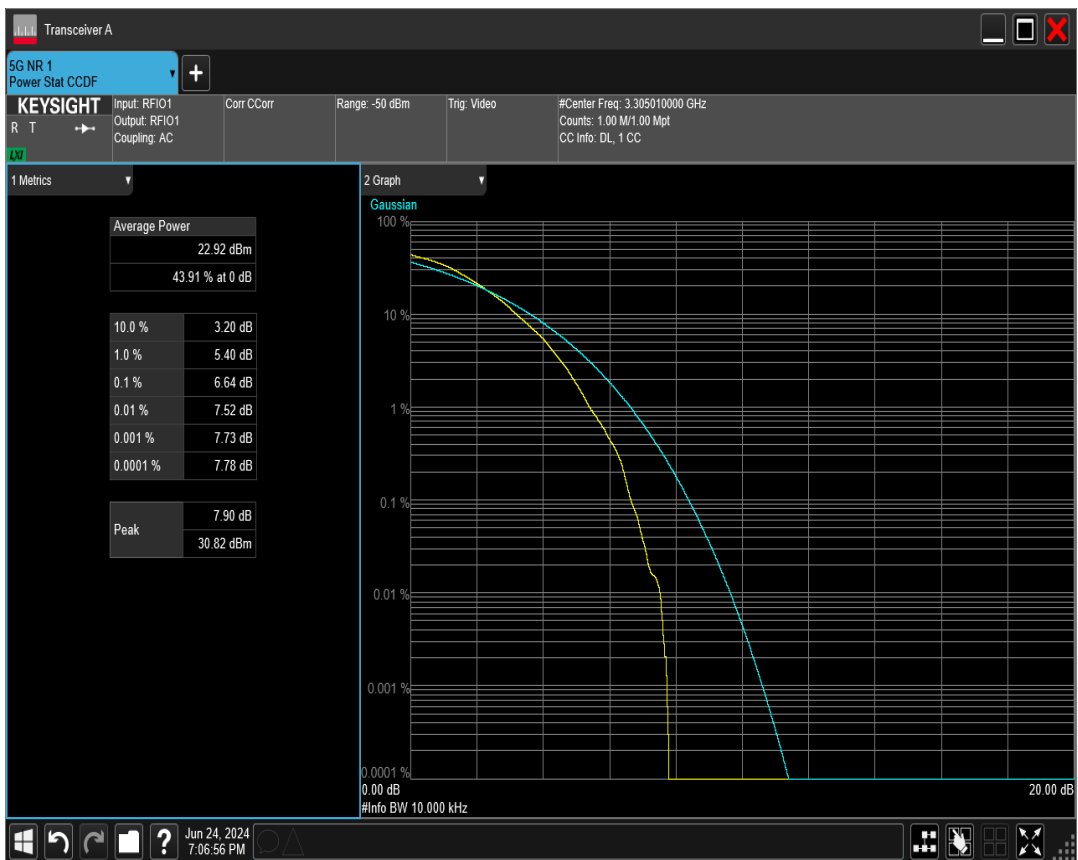 Transceiver A
5G NR 1
Power Stat CCDF
+
KEYSIGHT
R T
LXI
Input: RFIO1
Output: RFIO1
Coupling: AC
Corr CCorr
Range: -50 dBm
Trig: Video
#Center Freq: 3.305010000 GHz
Counts: 1.00 M/1.00 Mpt
CC Info: DL, 1 CC
1 Metrics
Average Power
22.92 dBm
43.91 % at 0 dB
10.0 % 3.20 dB
1.0 % 5.40 dB
0.1 % 6.64 dB
0.01 % 7.52 dB
0.001 % 7.73 dB
0.0001 % 7.78 dB
Peak
7.90 dB
30.82 dBm
2 Graph
Gaussian
100 %
10 %
1 %
0.1 %
0.01 %
0.001 %
0.0001 %
0.00 dB 20.00 dB
#Info BW 10.000 kHz
?
Jun 24, 2024
7:06:56 PM